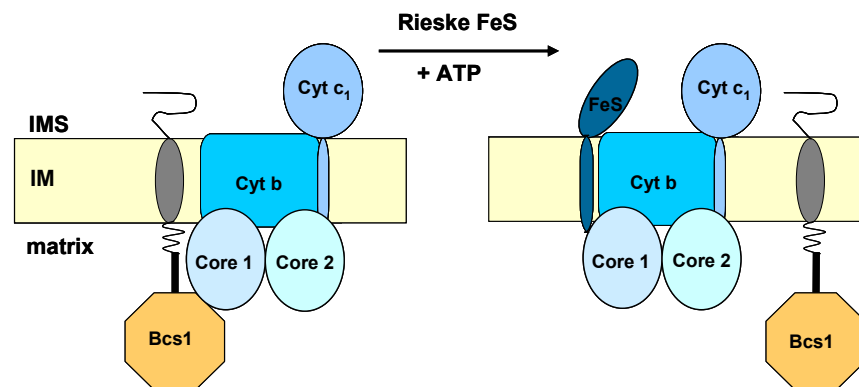 Rieske FeS
+ ATP
Cyt c1
IMS
IM
Cyt b
matrix
Core 1
Core 2
Bcs1
FeS
Cyt c1
Cyt b
Core 1
Core 2
Bcs1